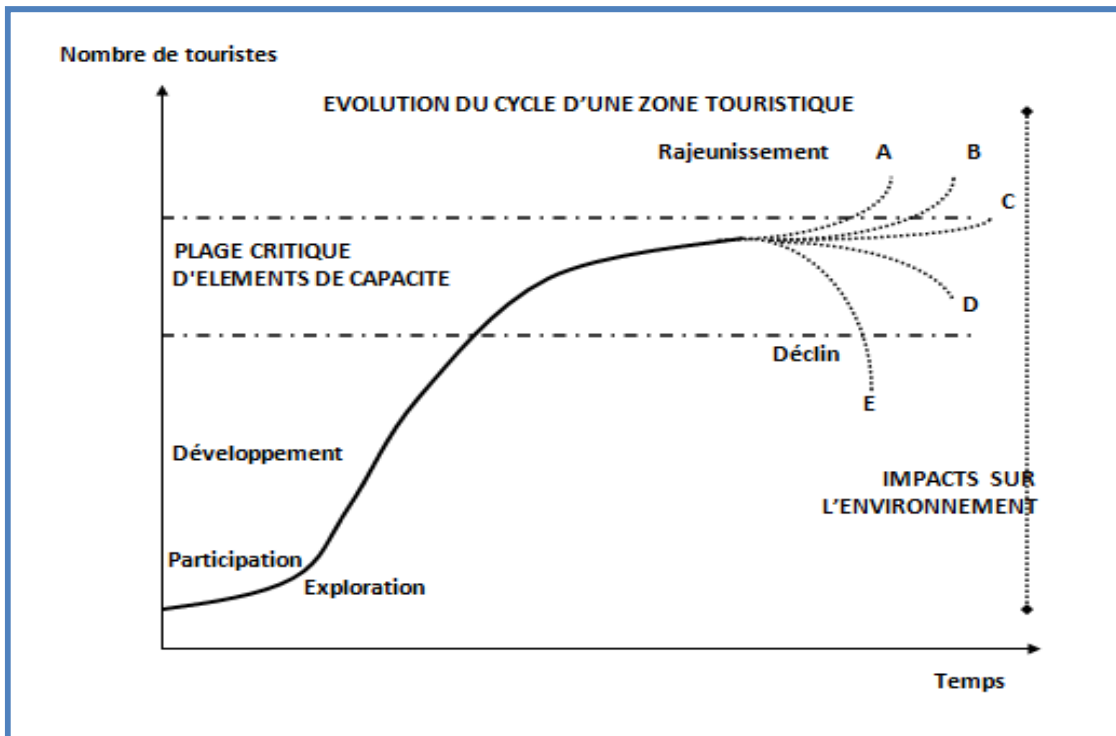 Nombre de touristes
EVOLUTION DU CYCLE D’UNE ZONE TOURISTIQUE
Rajeunissement
A
B
C
PLAGE CRITIQUE
D'ELEMENTS DE CAPACITE
D
Déclin
E
Développement
IMPACTS SUR
L’ENVIRONNEMENT
Participation
Exploration
Temps